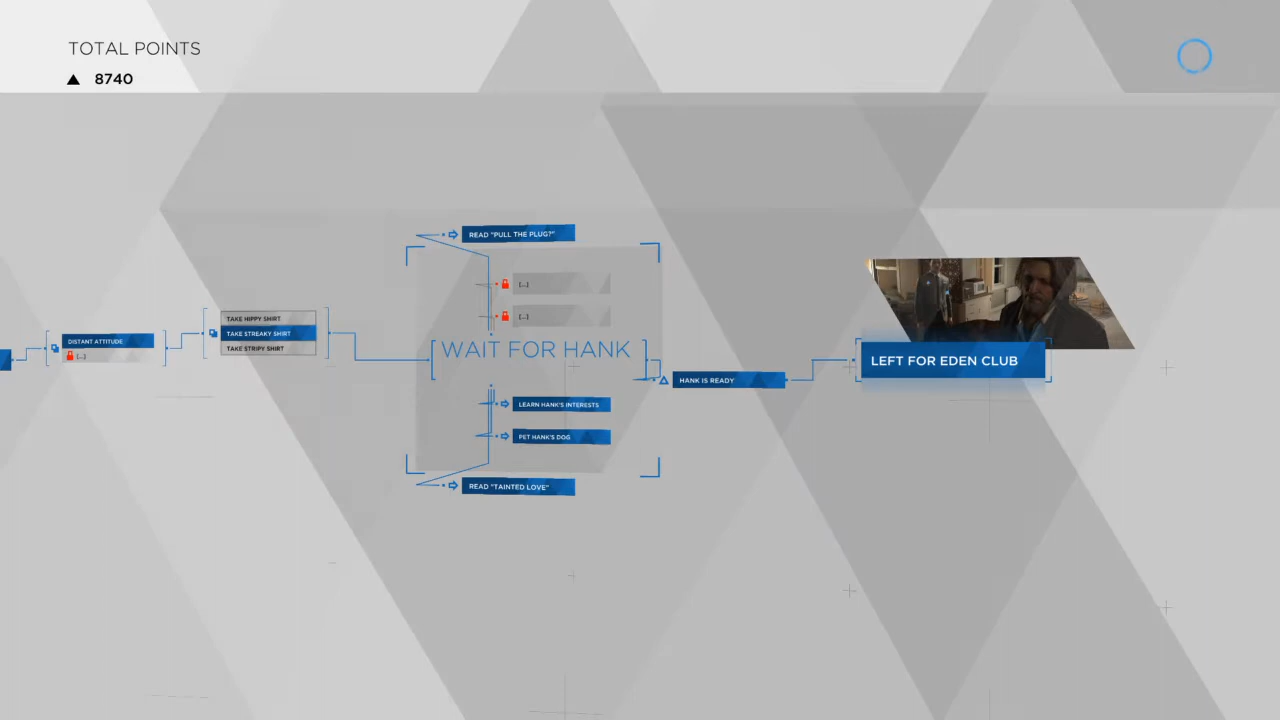 TOTAL POINTS
8740
READ "PULL THE PLUG?"
[...]
[...]
TAKE HIPPY SHIRT
DISTANT ATTITUDE
TAKE STREAKY SHIRT
[...]
TAKE STRIPY SHIRT
WAIT FOR HANK
HANK IS READY
LEFT FOR EDEN CLUB
LEARN HANK'S INTERESTS
PET HANK'S DOG
READ "TAINTED LOVE"